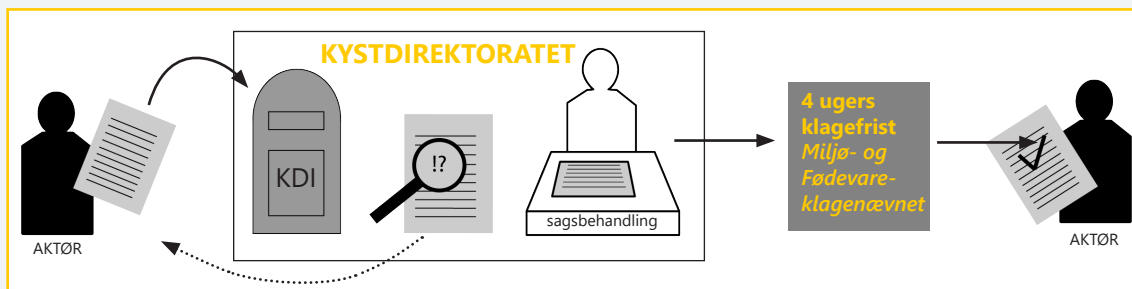 AKTØR
KYSTDIREKTORATET
KDI
!?
sagsbehandling
4 ugers
klagefrist
Miljø- og
Fødevare-
klagenævnet
AKTØR